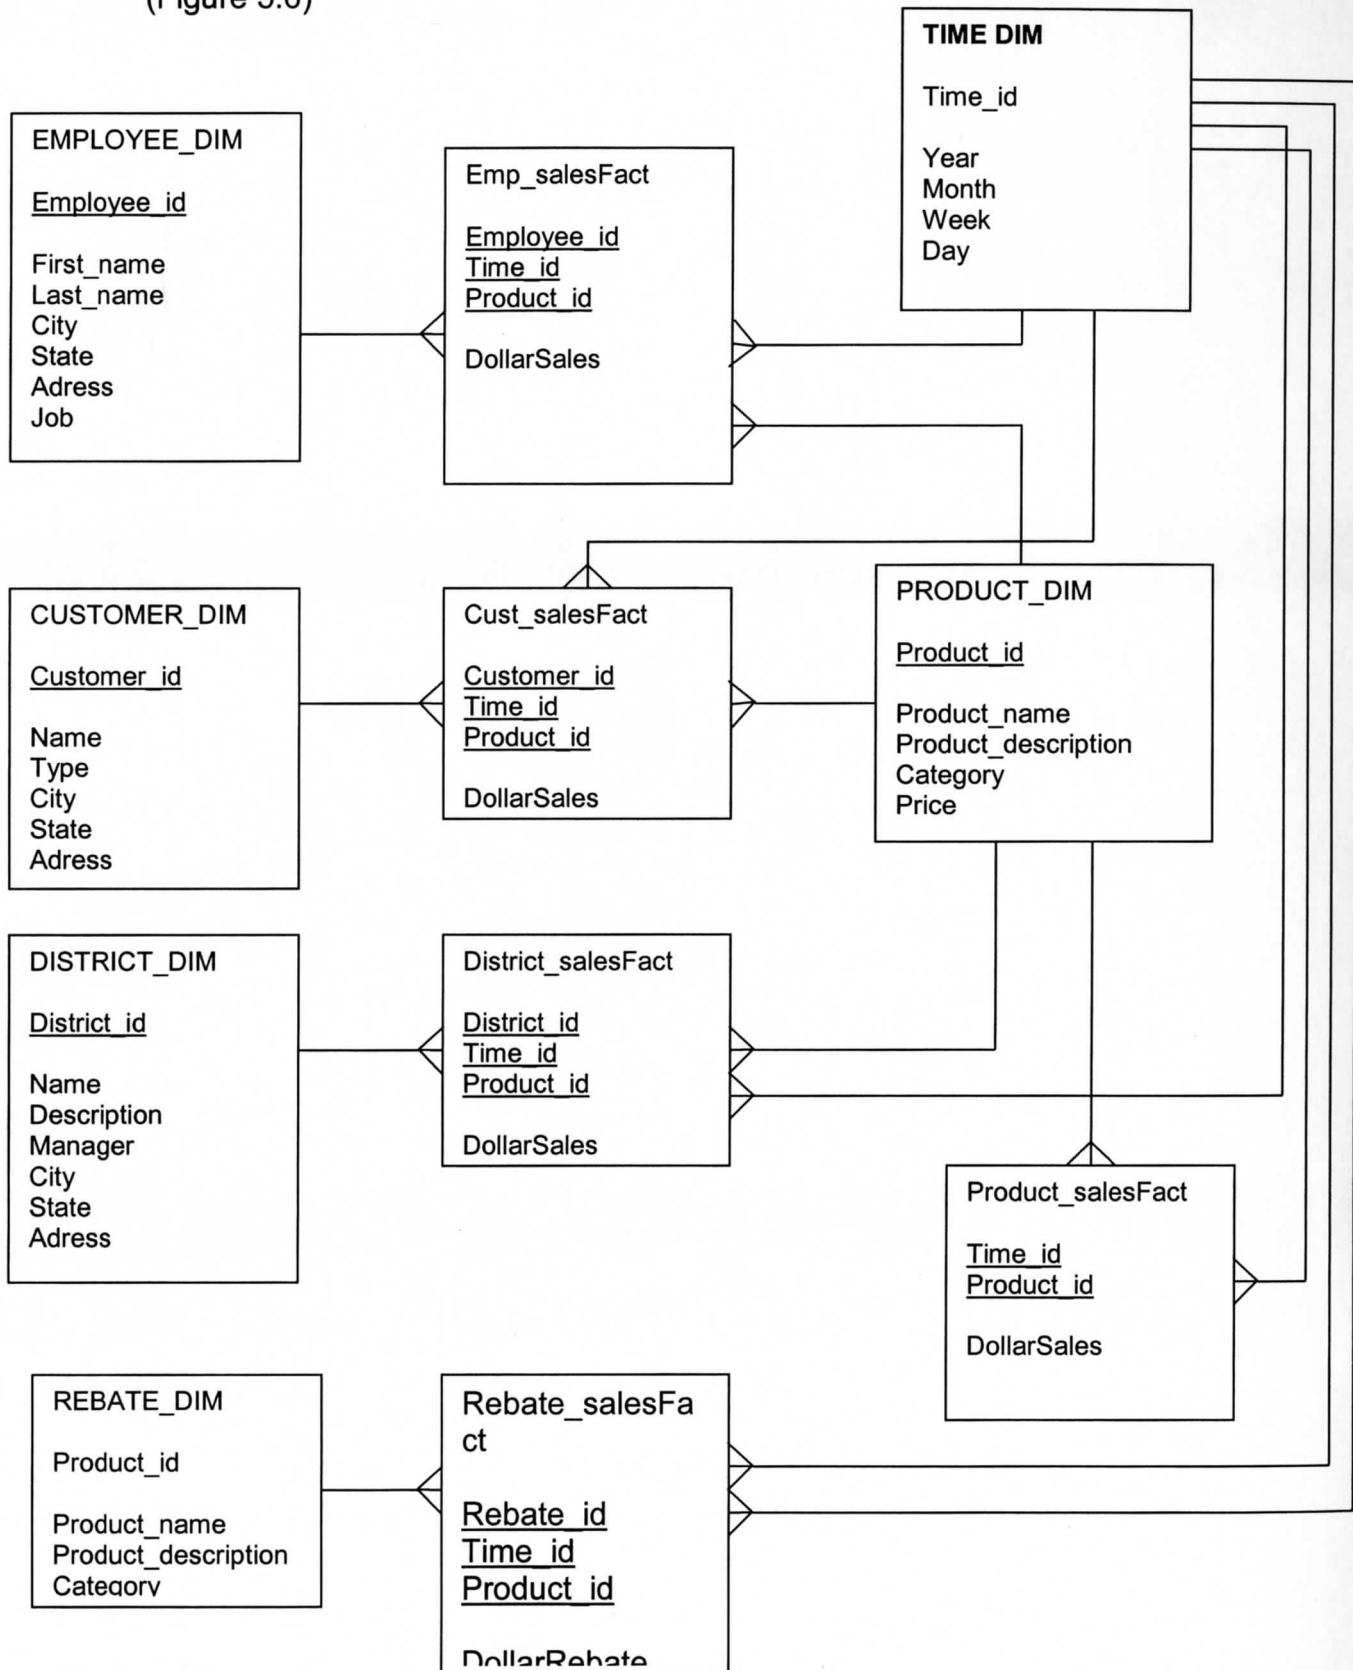 (Figure 5.6)
TIME DIM
Time_id
Year
Month
Week
Day
EMPLOYEE_DIM
Employee_id
First_name
Last_name
City
State
Adress
Job
Emp_salesFact
Employee_id
Time_id
Product_id
DollarSales
CUSTOMER_DIM
Customer_id
Name
Type
City
State
Adress
Cust_salesFact
Customer_id
Time_id
Product_id
DollarSales
PRODUCT_DIM
Product_id
Product_name
Product_description
Category
Price
DISTRICT_DIM
District_id
Name
Description
Manager
City
State
Adress
District_salesFact
District_id
Time_id
Product_id
DollarSales
Product_salesFact
Time_id
Product_id
DollarSales
REBATE_DIM
Product_id
Product_name
Product_description
Category
Rebate_salesFa
ct
Rebate_id
Time_id
Product_id
DollarRebate